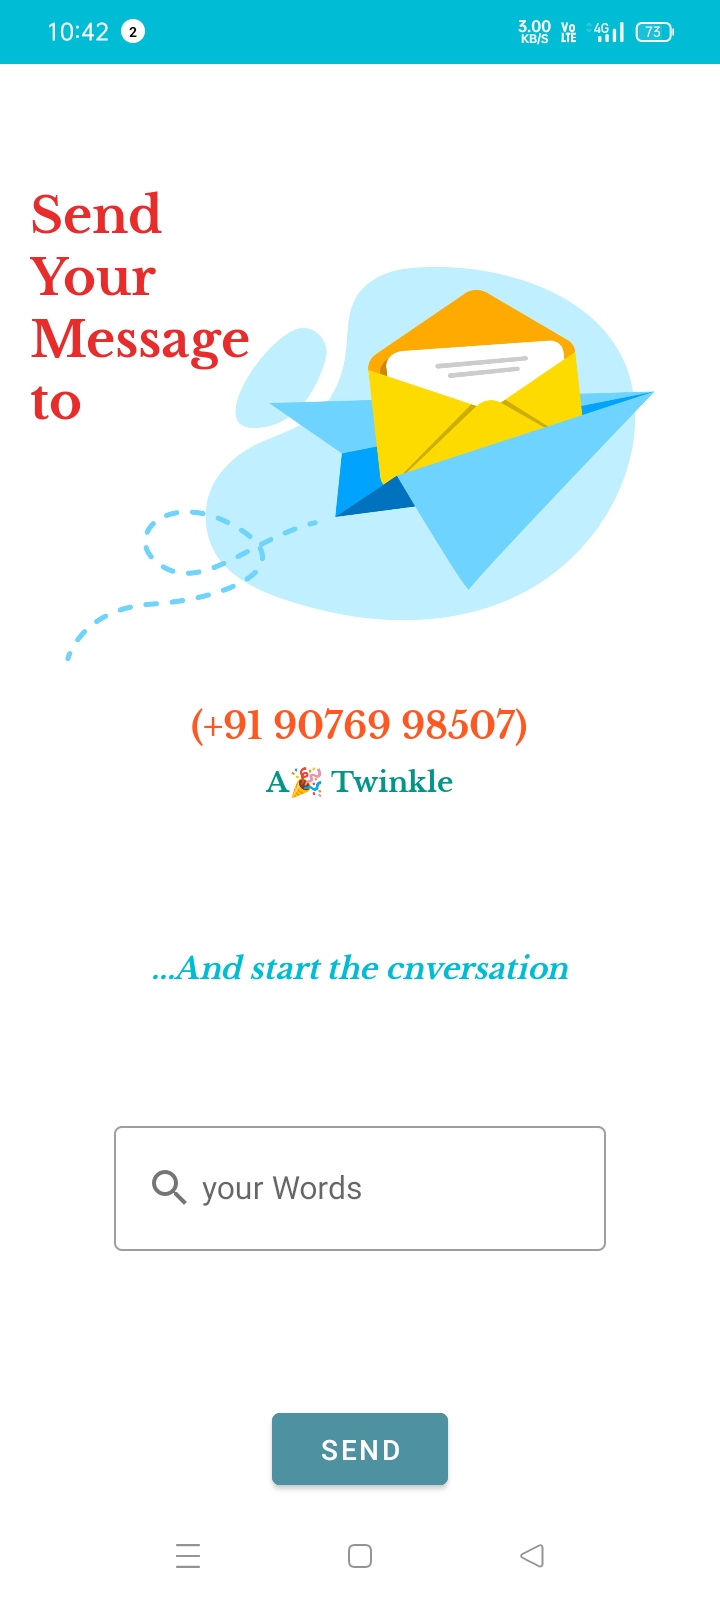 10:42 2 3.00 KB/S Vo LTE 4G 73
Send
Your
Message
to
(+91 90769 98507)
A🎉 Twinkle
...And start the cnversation
your Words
SEND